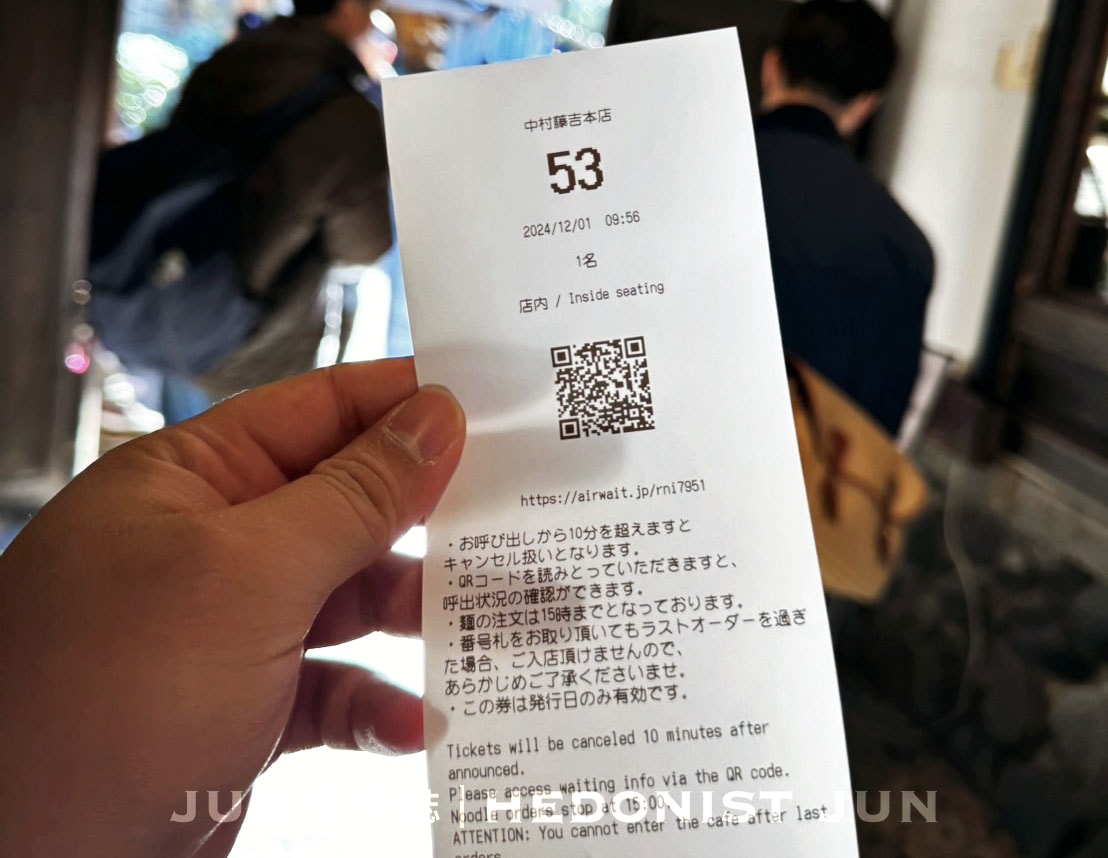 中村藤吉本店
53
2024/12/01 09:56
1名
店内 / Inside seating
https://airwait.jp/rni7951
・お呼び出しから10分を超えますと
キャンセル扱いとなります。
・QRコードを読みとっていただきますと、
呼出状況の確認ができます。
・麺の注文は15時までとなっております。
・番号札をお取り頂いてもラストオーダーを過ぎ
た場合、ご入店頂けませんので、
あらかじめご了承くださいませ。
・この券は発行日のみ有効です。
Tickets will be canceled 10 minutes after
announced.
Please access waiting info via the QR code.
Noodle orders stop at 15:00.
ATTENTION: You cannot enter the cafe after last
orders.
誌 | HEDONIST JUN